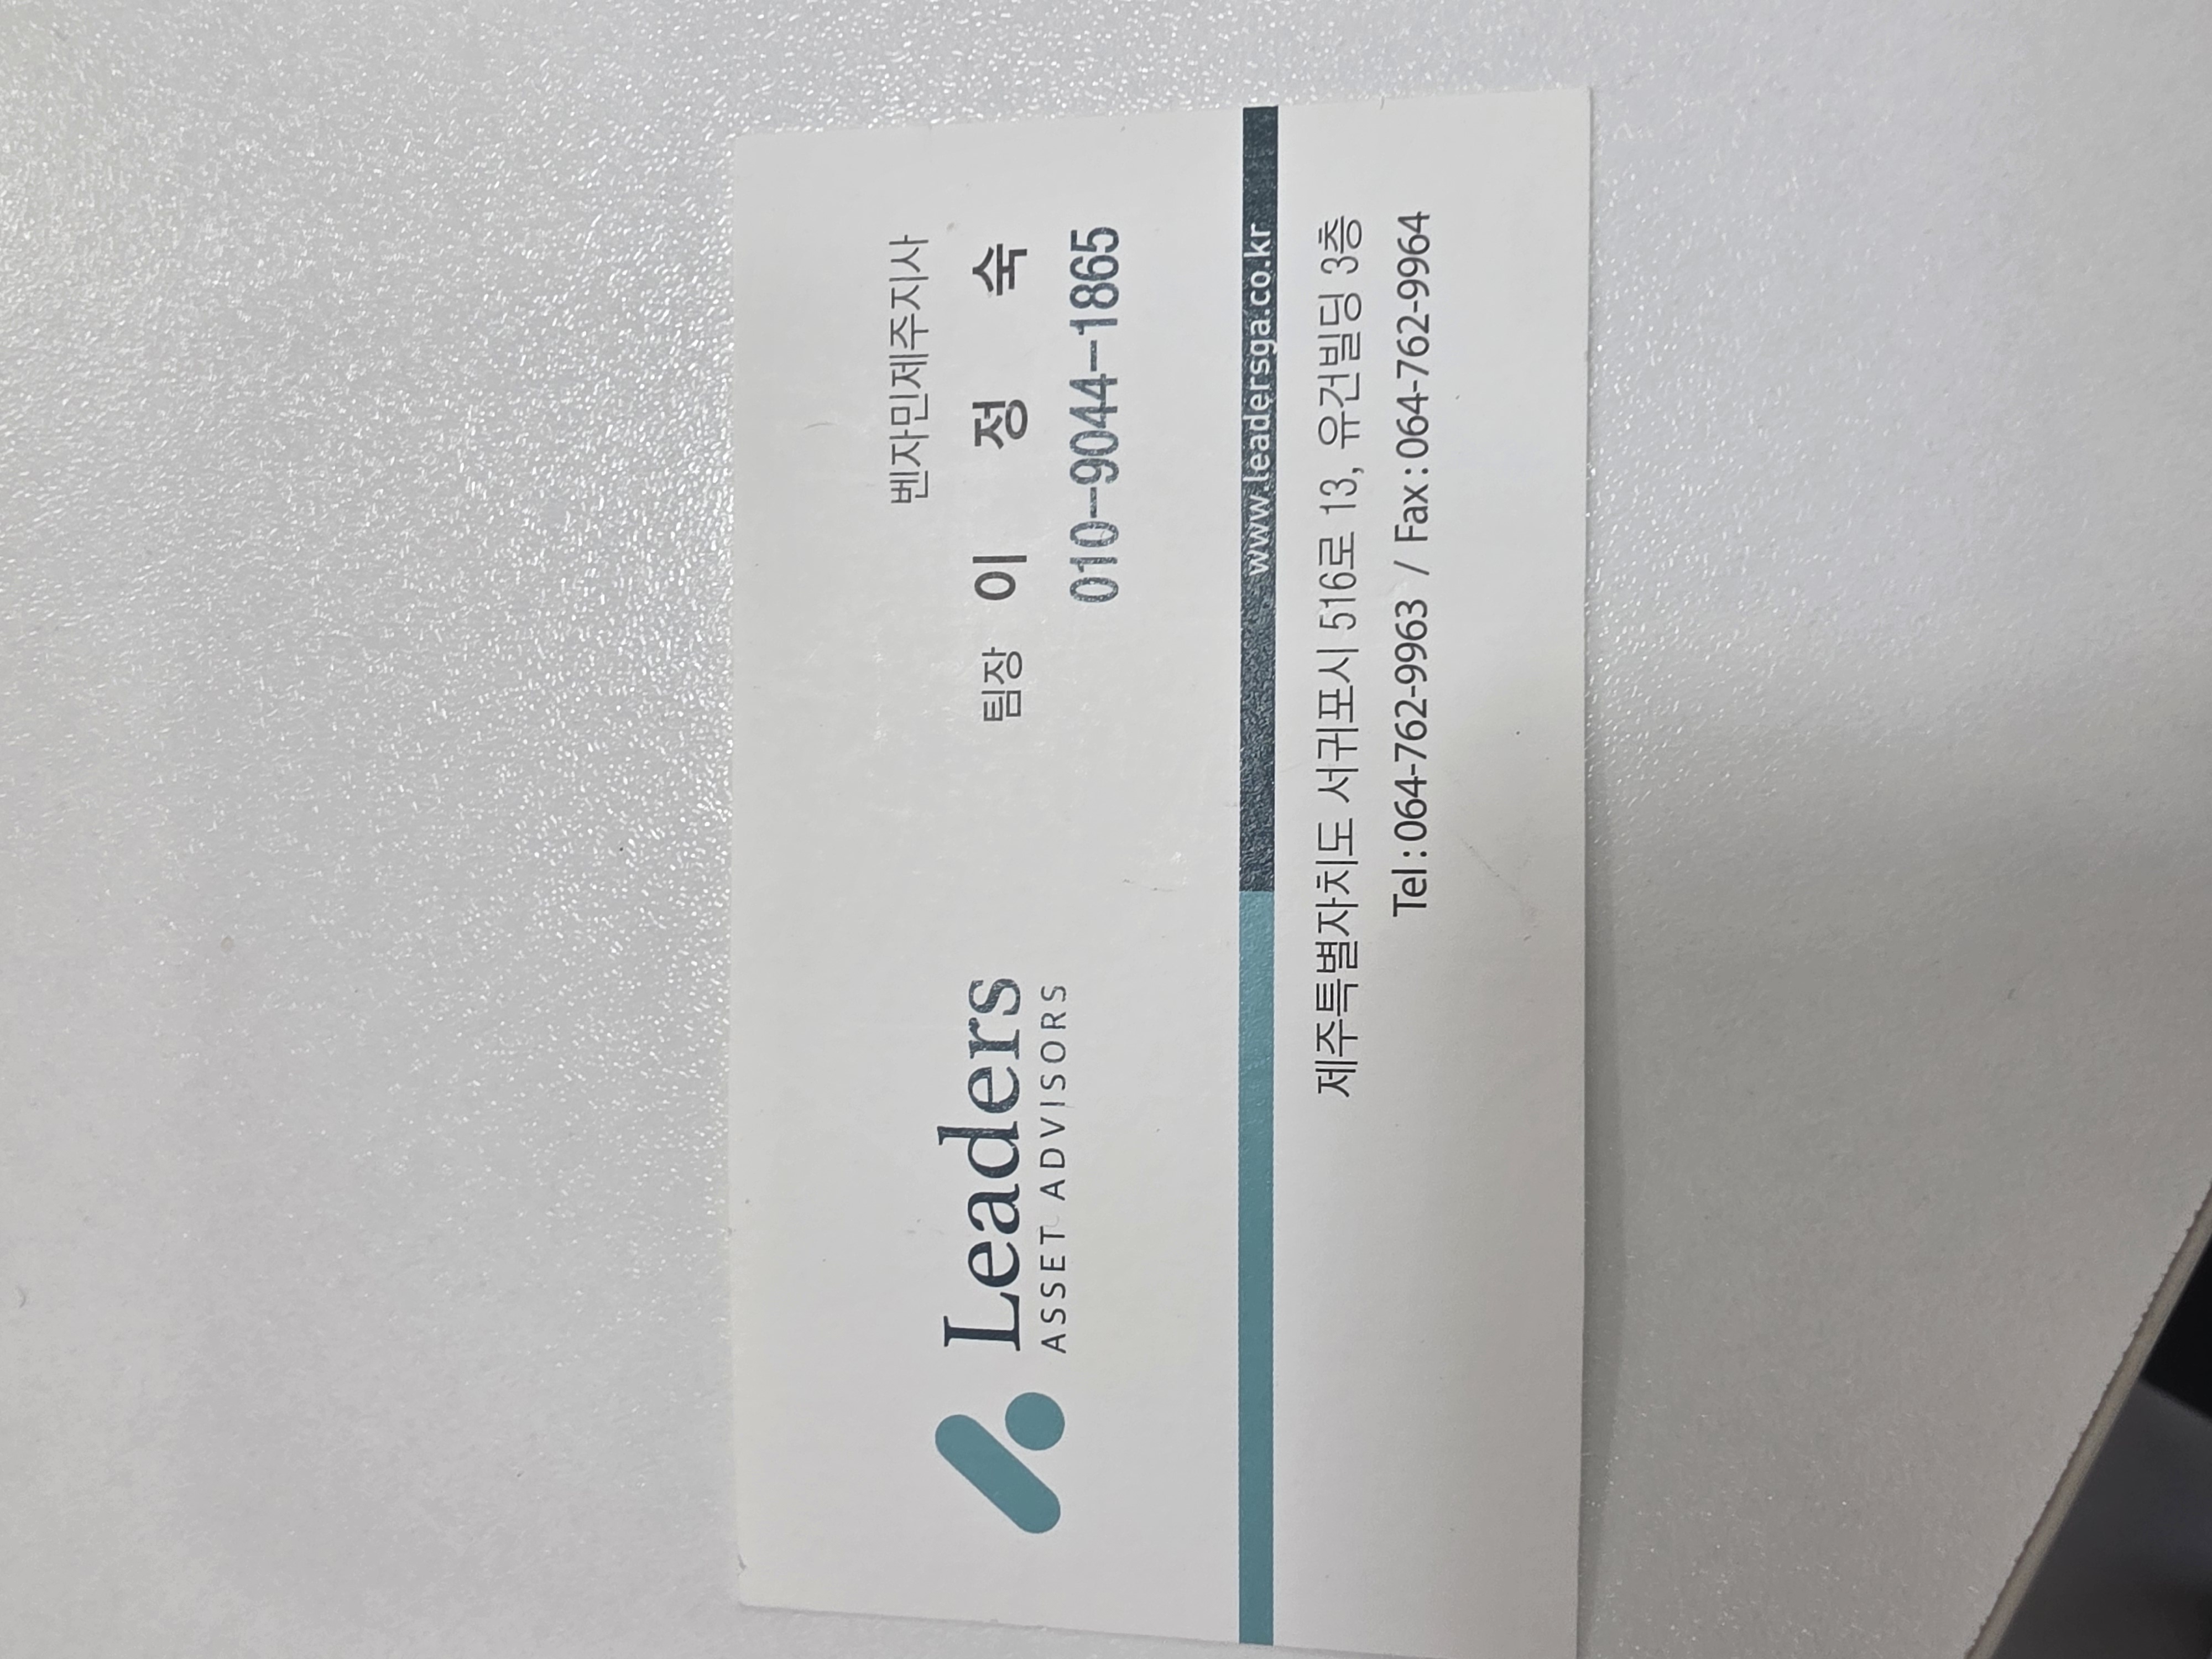 벤자민제주지사
팀장 이 정 숙
010-9044-1865
Leaders
ASSET ADVISORS
www.leadersga.co.kr
제주특별자치도 서귀포시 516로 13, 유건빌딩 3층
Tel : 064-762-9963 / Fax : 064-762-9964